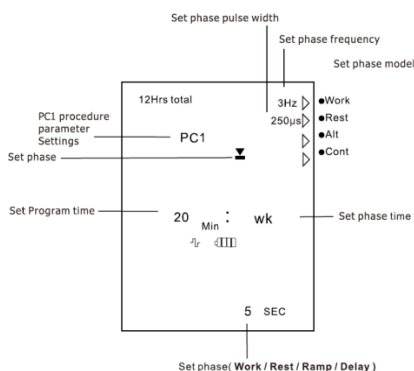 Set phase pulse width
Set phase frequency
Set phase model
12Hrs total
3Hz
●Work
250μs
●Rest
●Alt
●Cont
PC1 procedure
parameter
Settings
PC1
Set phase
Set Program time
20 Min : wk
Set phase time
5 SEC
Set phase( Work / Rest / Ramp / Delay )